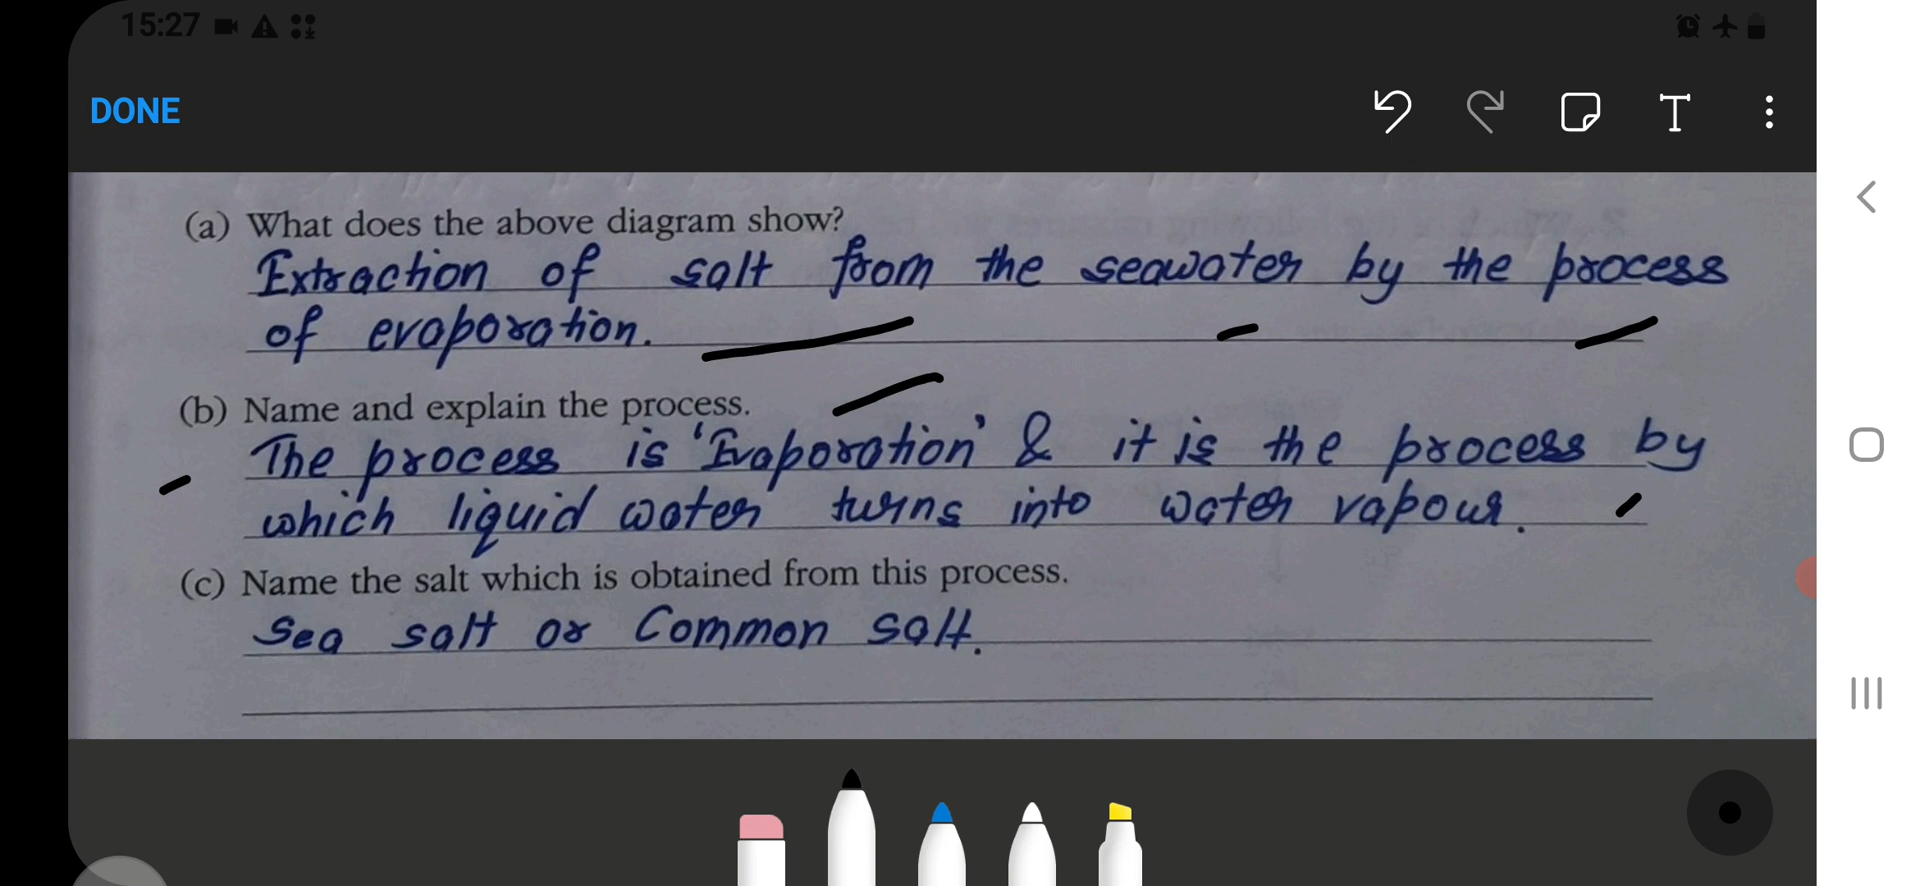 15:27
DONE
T
(a) What does the above diagram show?
Extraction of salt from the seawater by the process
of evaporation.
(b) Name and explain the process.
The process is 'Evaporation' & it is the process by
which liquid water turns into water vapour.
(c) Name the salt which is obtained from this process.
Sea salt or Common salt.